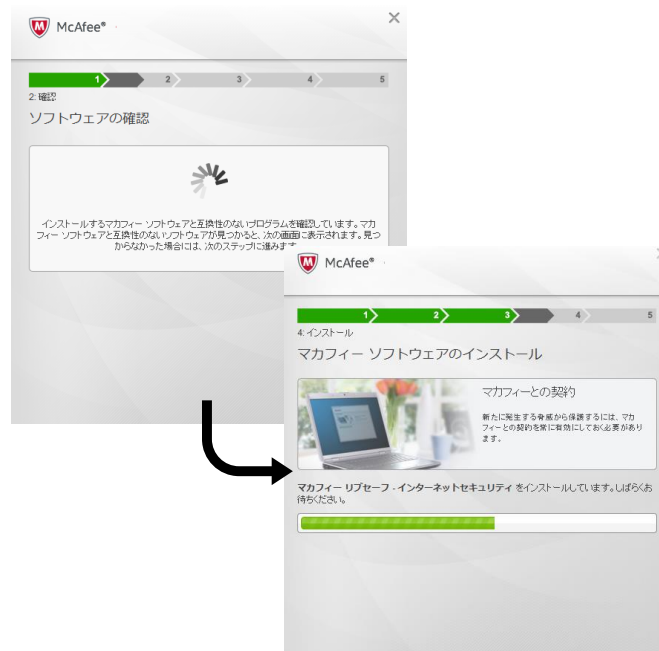 McAfee®
1 2 3 4 5
2: 確認
ソフトウェアの確認
インストールするマカフィー ソフトウェアと互換性のないプログラムを確認しています。マカ
フィー ソフトウェアと互換性のないソフトウェアが見つかると、次の画面に表示されます。見つ
からなかった場合には、次のステップに進みます。
McAfee®
1 2 3 4 5
4: インストール
マカフィー ソフトウェアのインストール
マカフィーとの契約
新たに発生する脅威から保護するには、マカ
フィーとの契約を常に有効にしておく必要があり
ます。
マカフィー リブセーフ - インターネットセキュリティ をインストールしています。しばらくお
待ちください。